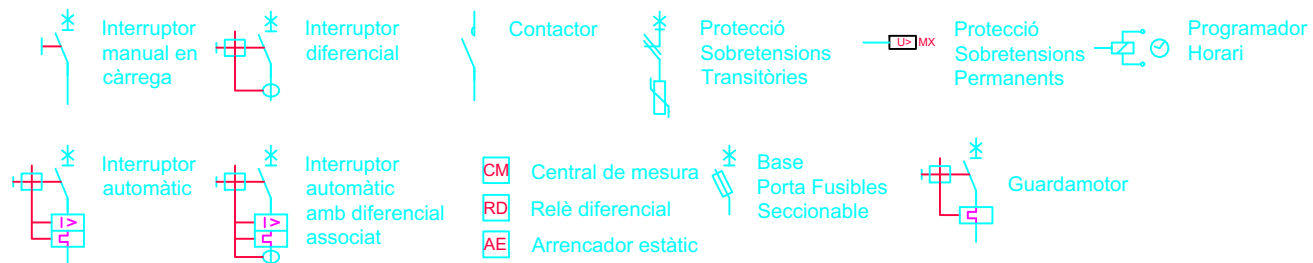 Interruptor
manual en
càrrega
Interruptor
diferencial
Contactor
Protecció
Sobretensions
Transitòries
U> MX
Protecció
Sobretensions
Permanents
Programador
Horari
Interruptor
automàtic
I>
Interruptor
automàtic
amb diferencial
associat
I>
CM Central de mesura
RD Relè diferencial
AE Arrencador estàtic
Base
Porta Fusibles
Seccionable
Guardamotor